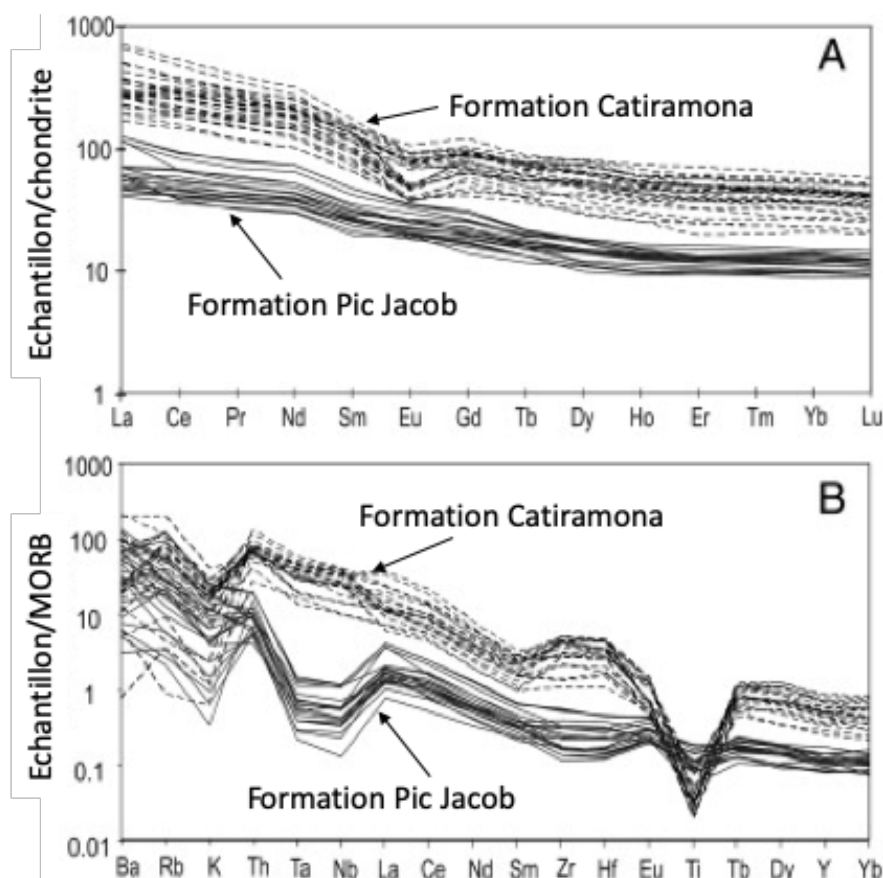 1000
A
Formation Catiramona
100
Echantillon/chondrite
10
Formation Pic Jacob
1
La Ce Pr Nd Sm Eu Gd Tb Dy Ho Er Tm Yb Lu
1000
B
Formation Catiramona
100
10
Echantillon/MORB
1
0.1
Formation Pic Jacob
0.01
Ba Rb K Th Ta Nb La Ce Nd Sm Zr Hf Eu Ti Tb Dy Y Yb